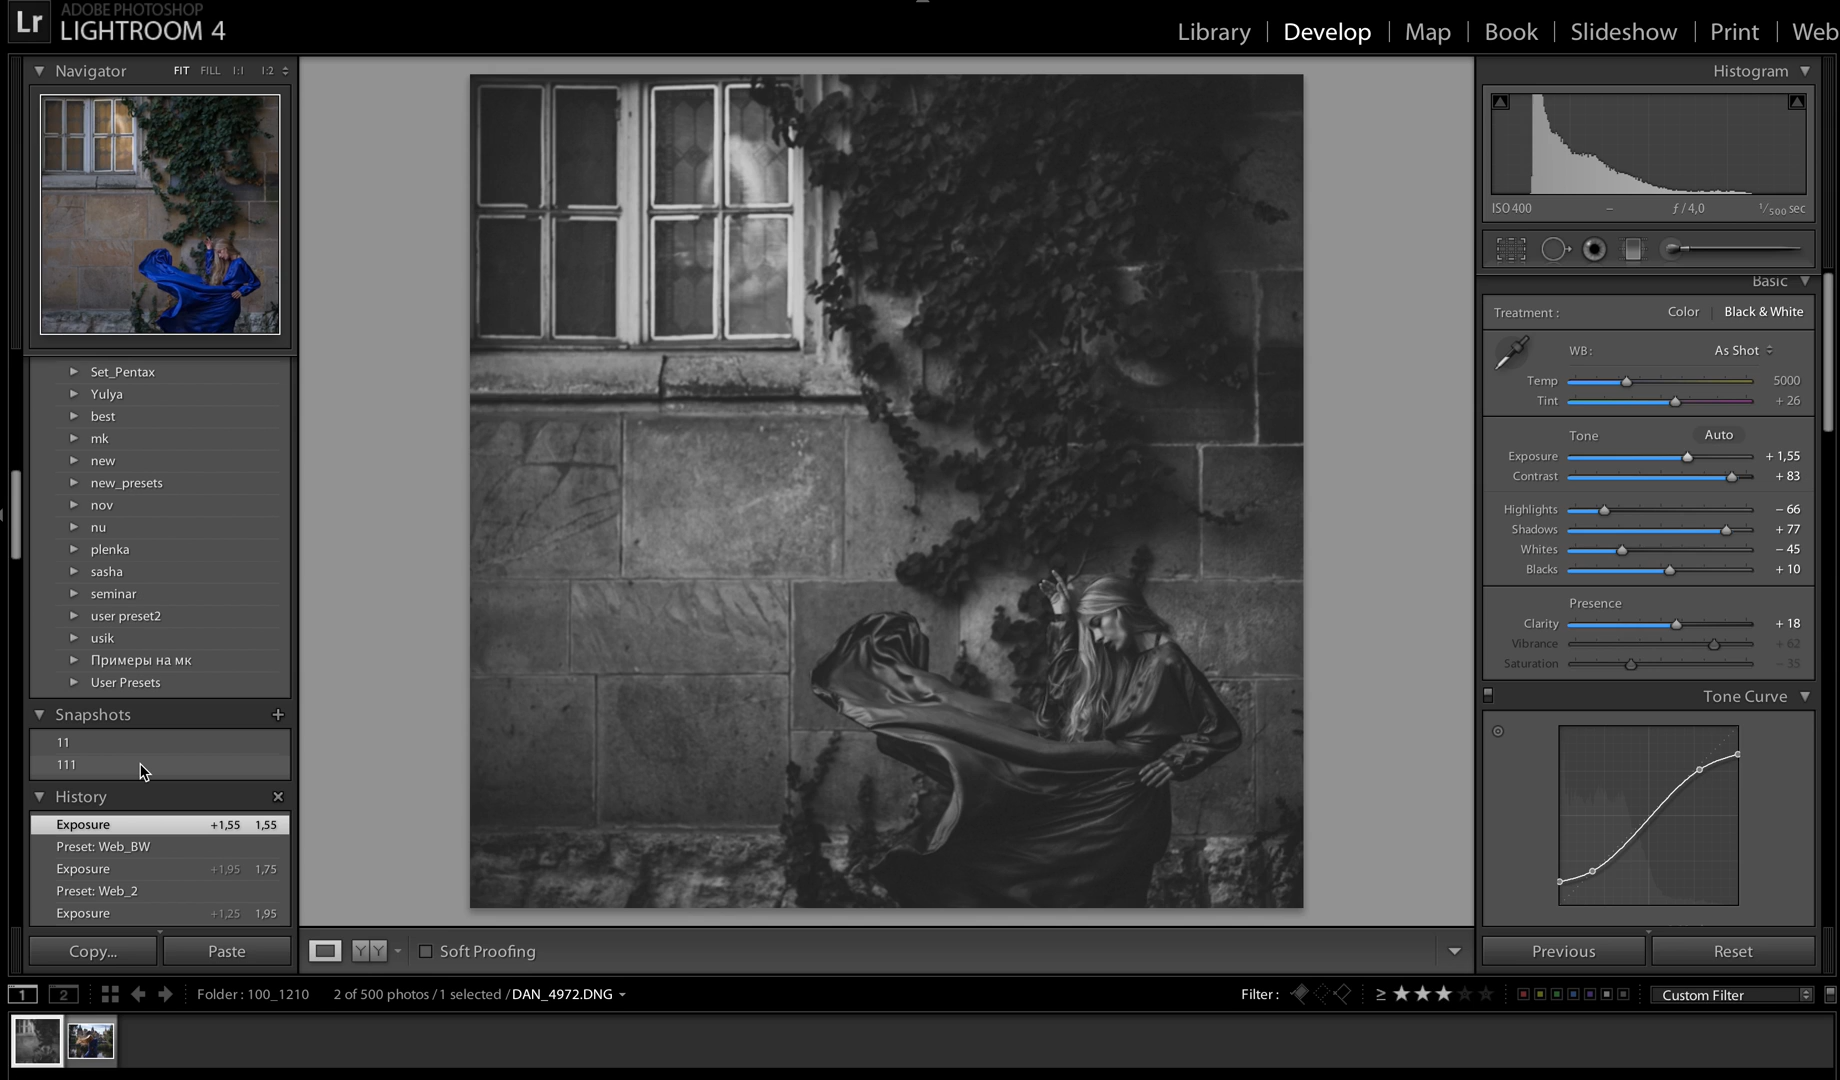 Lr
ADOBE PHOTOSHOP
LIGHTROOM 4
Library | Develop | Map | Book | Slideshow | Print | Web
Navigator FIT FILL 1:1 1:2
Set_Pentax
Yulya
best
mk
new
new_presets
nov
nu
plenka
sasha
seminar
user preset2
usik
Примеры на мк
User Presets
Snapshots +
11
111
History
Exposure +1,55 1,55
Preset: Web_BW
Exposure +1,95 1,75
Preset: Web_2
Exposure +1,25 1,95
Copy... Paste
YY Soft Proofing
Histogram
ISO 400 – ƒ / 4,0 1/500 sec
Basic
Treatment : Color | Black & White
WB : As Shot
Temp 5000
Tint + 26
Tone Auto
Exposure + 1,55
Contrast + 83
Highlights – 66
Shadows + 77
Whites – 45
Blacks + 10
Presence
Clarity + 18
Vibrance + 62
Saturation – 35
Tone Curve
Previous Reset
1 2 Folder : 100_1210 2 of 500 photos / 1 selected / DAN_4972.DNG Filter : ≥ ★★★★★ Custom Filter